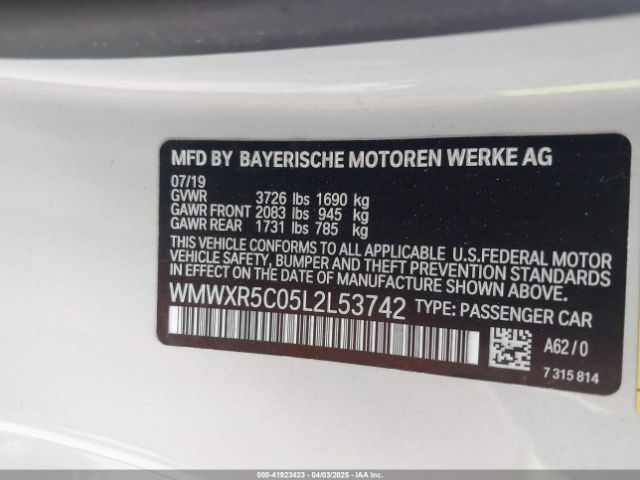 MFD BY BAYERISCHE MOTOREN WERKE AG
07/19
GVWR 3726 lbs 1690 kg
GAWR FRONT 2083 lbs 945 kg
GAWR REAR 1731 lbs 785 kg
THIS VEHICLE CONFORMS TO ALL APPLICABLE U.S.FEDERAL MOTOR
VEHICLE SAFETY, BUMPER AND THEFT PREVENTION STANDARDS
IN EFFECT ON THE DATE OF MANUFACTURE SHOWN ABOVE.
WMWXR5C05L2L53742 TYPE: PASSENGER CAR
A62/0
7 315 814
000-41923423 - 04/03/2025 - IAAI.COM